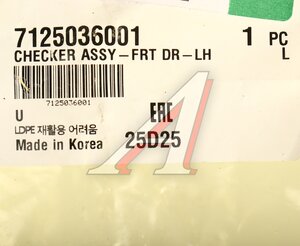 7125036001 1 PC
CHECKER ASSY-FRT DR-LH L
7125036001
U EAC
LDPE 재활용 어려움 25D25
Made in Korea